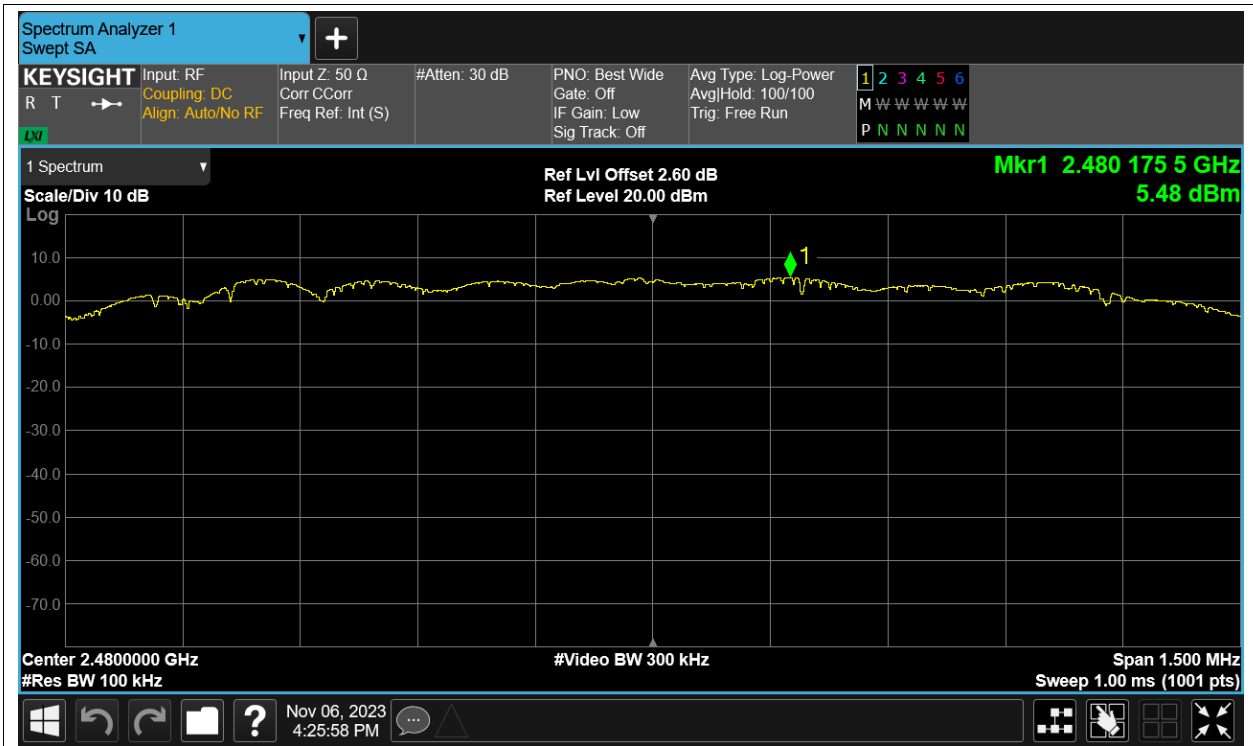 Spectrum Analyzer 1
Swept SA
KEYSIGHT
R T
LXI
Input: RF
Coupling: DC
Align: Auto/No RF
Input Z: 50 Ω
Corr CCorr
Freq Ref: Int (S)
#Atten: 30 dB
PNO: Best Wide
Gate: Off
IF Gain: Low
Sig Track: Off
Avg Type: Log-Power
Avg|Hold: 100/100
Trig: Free Run
1 2 3 4 5 6
M W W W W W
P N N N N N
1 Spectrum
Scale/Div 10 dB
Log
Ref Lvl Offset 2.60 dB
Ref Level 20.00 dBm
Mkr1 2.480 175 5 GHz
5.48 dBm
1
10.0
0.00
-10.0
-20.0
-30.0
-40.0
-50.0
-60.0
-70.0
Center 2.4800000 GHz
#Res BW 100 kHz
#Video BW 300 kHz
Span 1.500 MHz
Sweep 1.00 ms (1001 pts)
?
Nov 06, 2023
4:25:58 PM